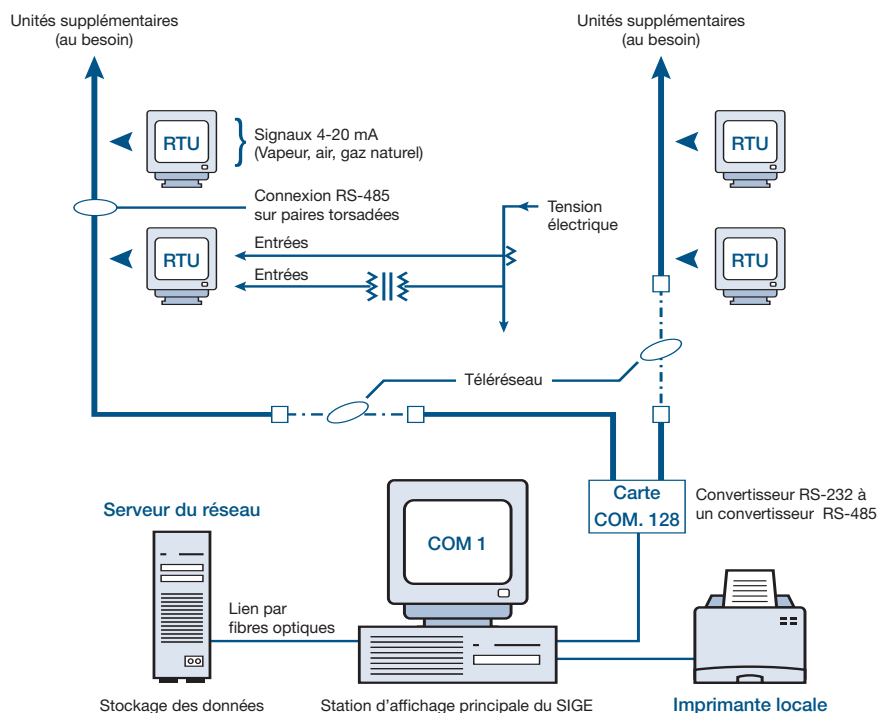 Unités supplémentaires
(au besoin)
Unités supplémentaires
(au besoin)
RTU
Signaux 4-20 mA
(Vapeur, air, gaz naturel)
RTU
Connexion RS-485
sur paires torsadées
Tension
électrique
RTU
Entrées
Entrées
RTU
Téléréseau
Carte
COM. 128
Convertisseur RS-232 à
un convertisseur RS-485
Serveur du réseau
COM 1
Lien par
fibres optiques
Stockage des données
Station d'affichage principale du SIGE
Imprimante locale